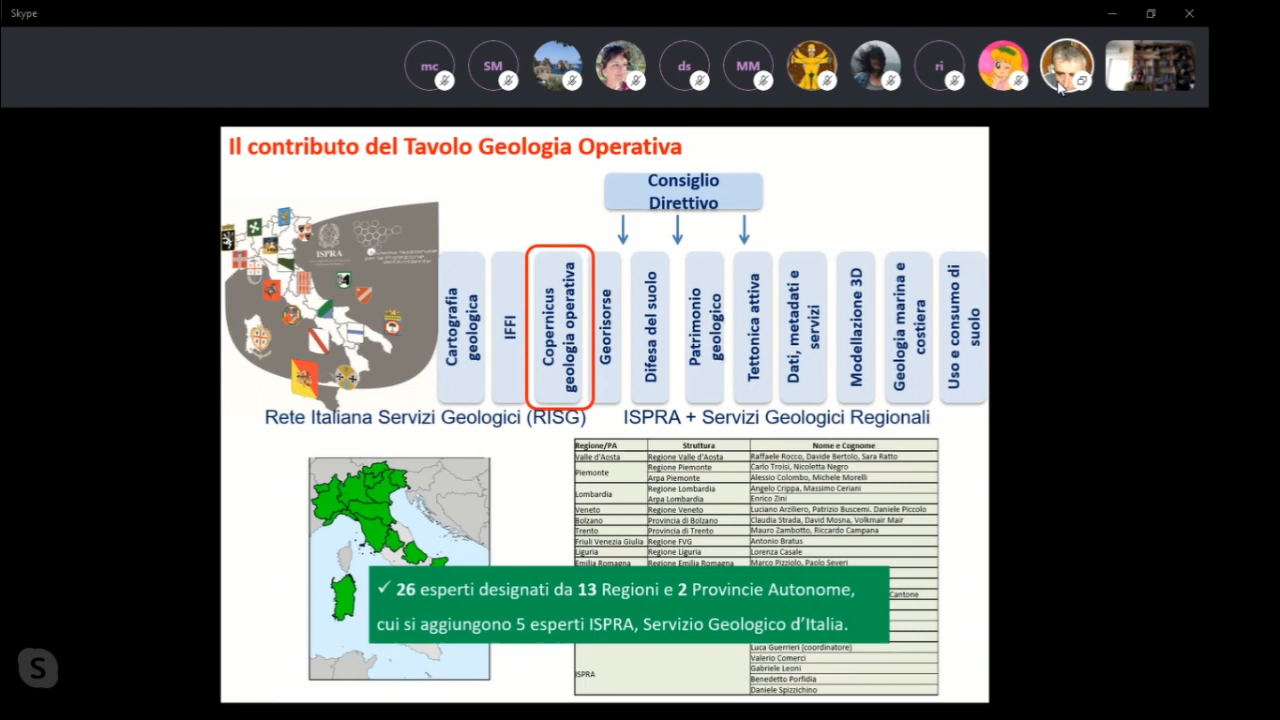 Skype
mc
SM
ds
MM
ri
Il contributo del Tavolo Geologia Operativa
Consiglio
Direttivo
ISPRA
Cartografia
geologica
IFFI
Copernicus
geologia operativa
Georisorse
Difesa del suolo
Patrimonio
geologico
Tettonica attiva
Dati, metadati e
servizi
Modellazione 3D
Geologia marina e
costiera
Uso e consumo di
suolo
Rete Italiana Servizi Geologici (RISG)
ISPRA + Servizi Geologici Regionali
Regione/PA Struttura Nome e Cognome
Valle d'Aosta Regione Valle d'Aosta Raffaele Rocco, Davide Bertolo, Sara Ratto
Piemonte
Regione Piemonte Carlo Troisi, Nicoletta Negro
Arpa Piemonte Alessio Colombo, Michele Morelli
Lombardia
Regione Lombardia Angelo Crippa, Massimo Ceriani
Arpa Lombardia Enrico Zini
Veneto Regione Veneto Luciano Arziliero, Patrizio Buscemi. Daniele Piccolo
Bolzano Provincia di Bolzano Claudia Strada, David Mosna, Volkmair Mair
Trento Provincia di Trento Mauro Zambotto, Riccardo Campana
Friuli Venezia Giulia Regione FVG Antonio Bratus
Liguria Regione Liguria Lorenza Casale
Emilia Romagna Regione Emilia Romagna Marco Pizziolo, Paolo Severi
Cantone
✓ 26 esperti designati da 13 Regioni e 2 Provincie Autonome,
cui si aggiungono 5 esperti ISPRA, Servizio Geologico d'Italia.
ISPRA
Luca Guerrieri (coordinatore)
Valerio Comerci
Gabriele Leoni
Benedetto Porfidia
Daniele Spizzichino